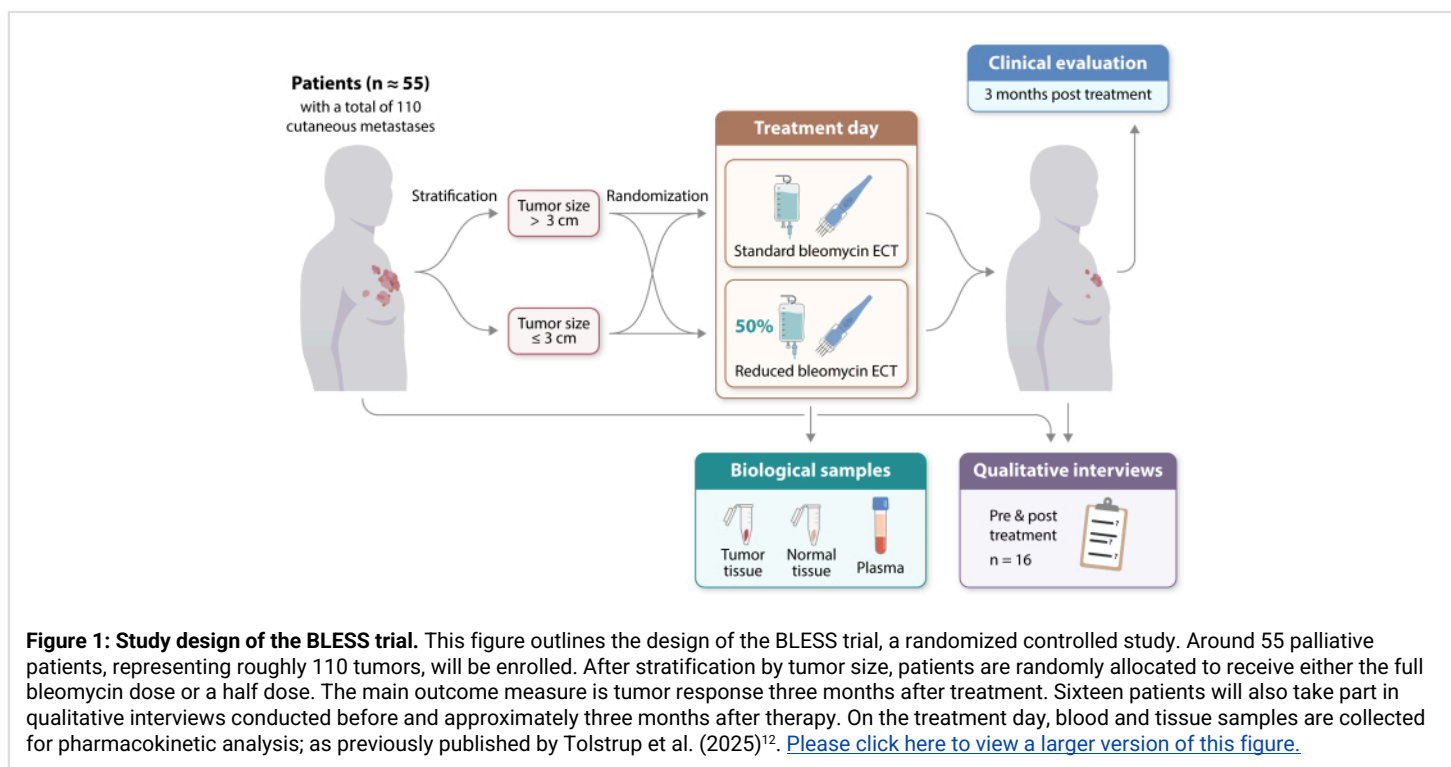 Patients (n ≈ 55)
with a total of 110
cutaneous metastases
Stratification
Tumor size
> 3 cm
Tumor size
≤ 3 cm
Randomization
Treatment day
Standard bleomycin ECT
50%
Reduced bleomycin ECT
Clinical evaluation
3 months post treatment
Biological samples
Tumor
tissue
Normal
tissue
Plasma
Qualitative interviews
Pre & post
treatment
n = 16
Figure 1: Study design of the BLESS trial. This figure outlines the design of the BLESS trial, a randomized controlled study. Around 55 palliative
patients, representing roughly 110 tumors, will be enrolled. After stratification by tumor size, patients are randomly allocated to receive either the full
bleomycin dose or a half dose. The main outcome measure is tumor response three months after treatment. Sixteen patients will also take part in
qualitative interviews conducted before and approximately three months after therapy. On the treatment day, blood and tissue samples are collected
for pharmacokinetic analysis; as previously published by Tolstrup et al. (2025)¹². Please click here to view a larger version of this figure.